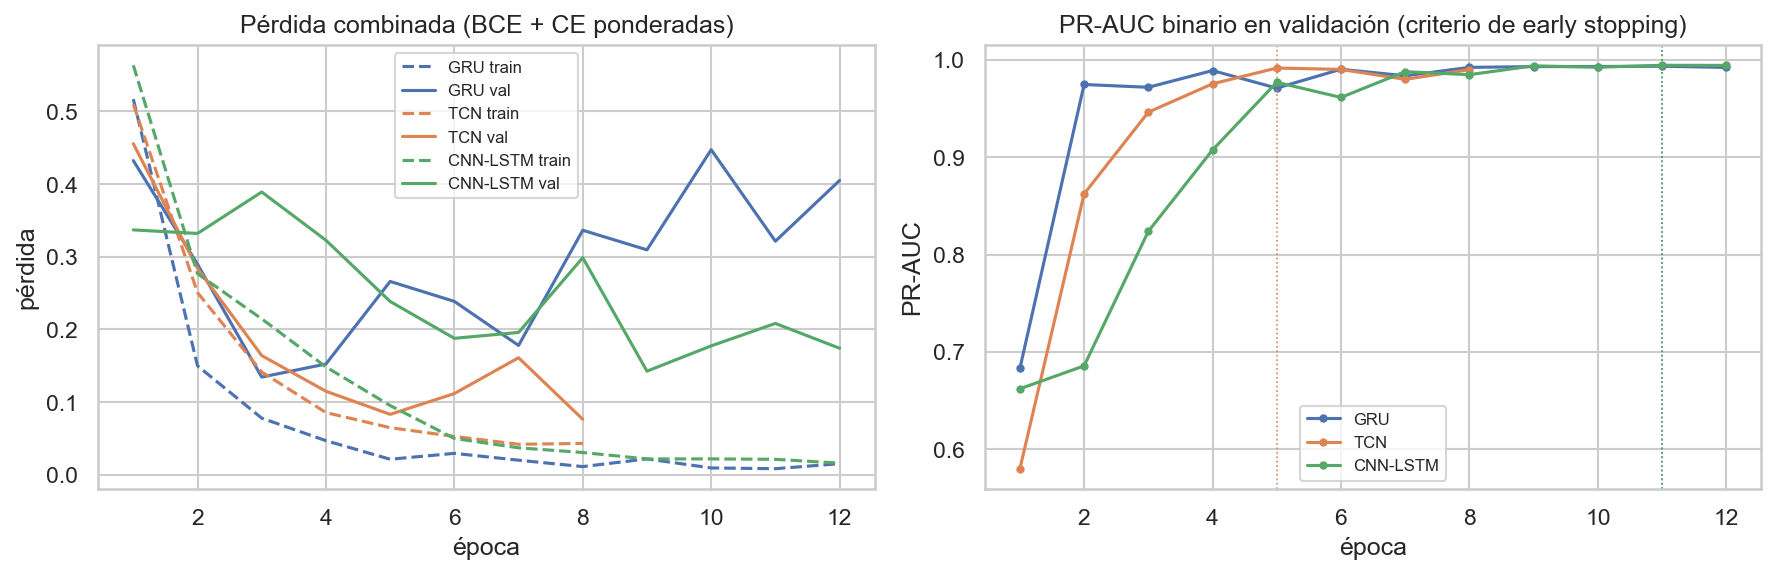 Pérdida combinada (BCE + CE ponderadas)
GRU train
GRU val
TCN train
TCN val
CNN-LSTM train
CNN-LSTM val
pérdida
0.5
0.4
0.3
0.2
0.1
0.0
2 4 6 8 10 12
época
PR-AUC binario en validación (criterio de early stopping)
PR-AUC
1.0
0.9
0.8
0.7
0.6
GRU
TCN
CNN-LSTM
2 4 6 8 10 12
época